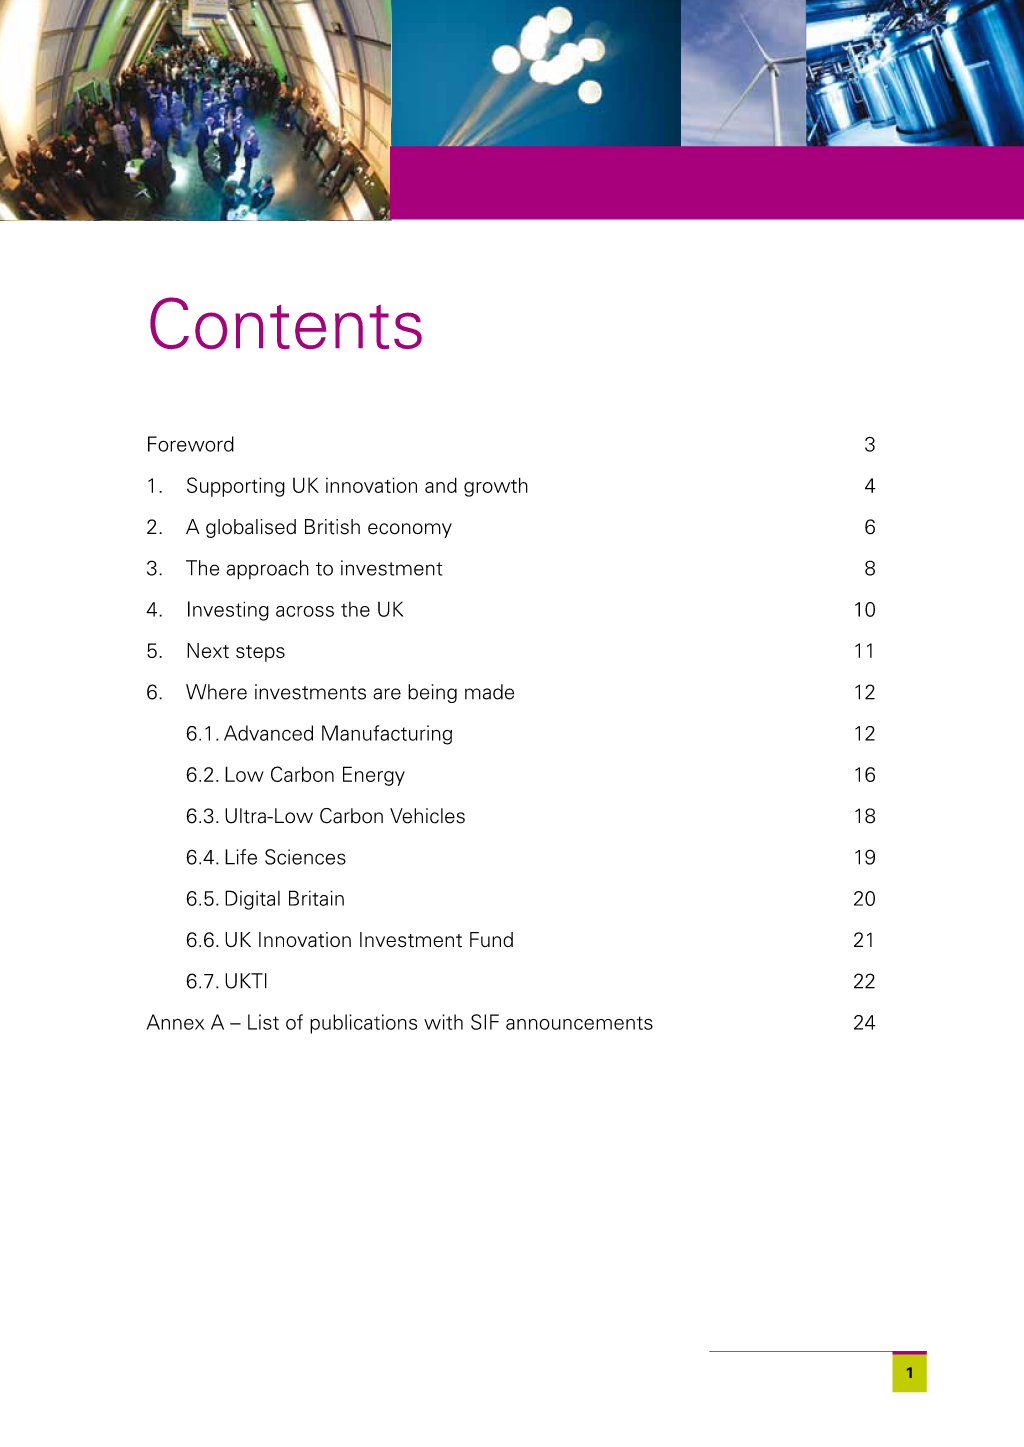 Contents
Foreword 3
1. Supporting UK innovation and growth 4
2. A globalised British economy 6
3. The approach to investment 8
4. Investing across the UK 10
5. Next steps 11
6. Where investments are being made 12
6.1. Advanced Manufacturing 12
6.2. Low Carbon Energy 16
6.3. Ultra-Low Carbon Vehicles 18
6.4. Life Sciences 19
6.5. Digital Britain 20
6.6. UK Innovation Investment Fund 21
6.7. UKTI 22
Annex A – List of publications with SIF announcements 24
1